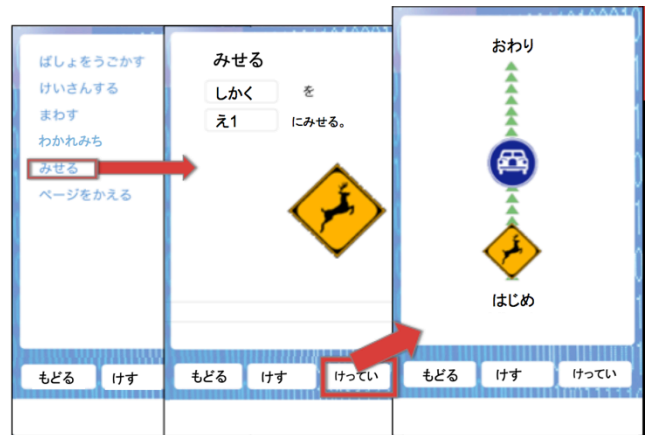 ばしょをうごかす
けいさんする
まわす
わかれみち
みせる
ページをかえる
もどる
けす
みせる
しかく を
え1 にみせる。
もどる
けす
けってい
おわり
はじめ
もどる
けす
けってい